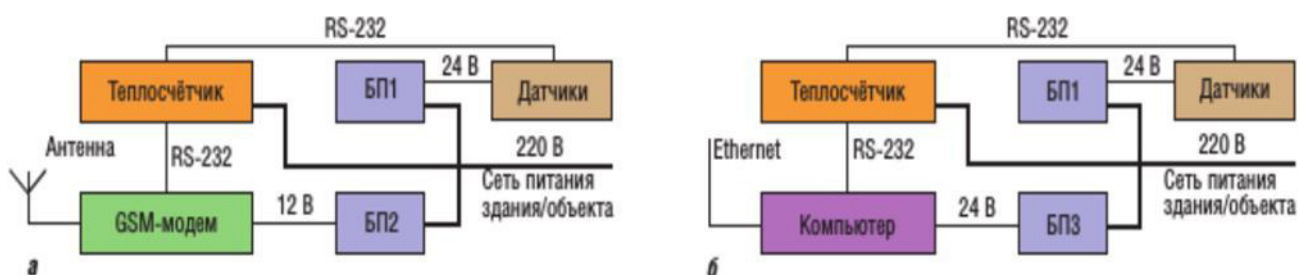 RS-232
24 В
Теплосчётчик
БП1
Датчики
Антенна
RS-232
220 В
Сеть питания
здания/объекта
12 В
GSM-модем
БП2
а
RS-232
24 В
Теплосчётчик
БП1
Датчики
Ethernet
RS-232
220 В
Сеть питания
здания/объекта
24 В
Компьютер
БП3
б